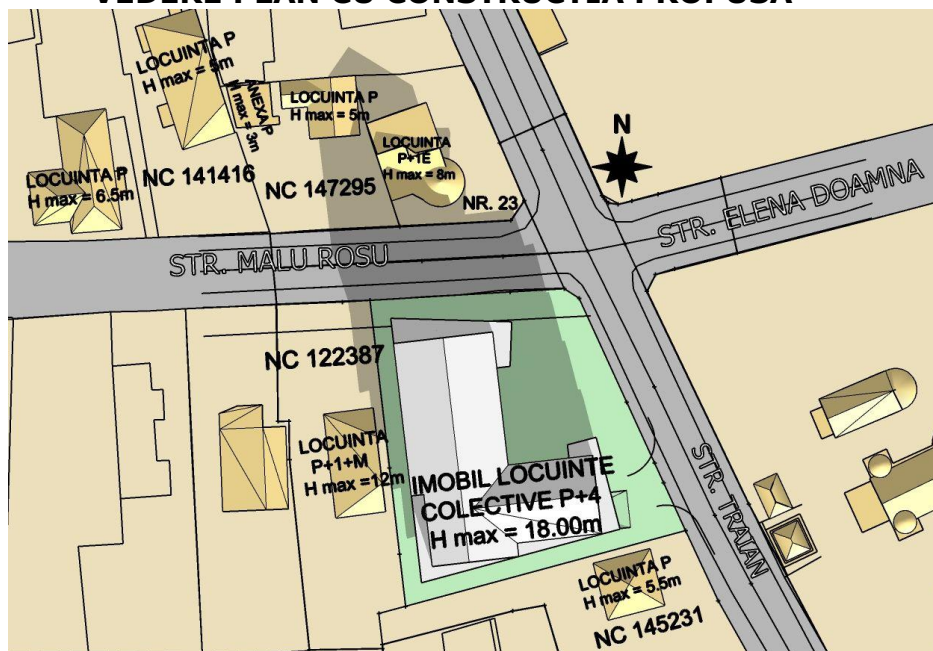 VEDERE PLAN CU CONSTRUCTIA PROPUSA
LOCUINTA P
H max = 5m
ANEXA P
H max = 3m
LOCUINTA P
H max = 5m
LOCUINTA
P+1E
H max = 8m
N
LOCUINTA P
H max = 6.5m
NC 141416
NC 147295
NR. 23
STR. ELENA DOAMNA
STR. MALU ROSU
NC 122387
LOCUINTA
P+1+M
H max =12m
IMOBIL LOCUINTE
COLECTIVE P+4
H max = 18.00m
STR. TRAIAN
LOCUINTA P
H max = 5.5m
NC 145231